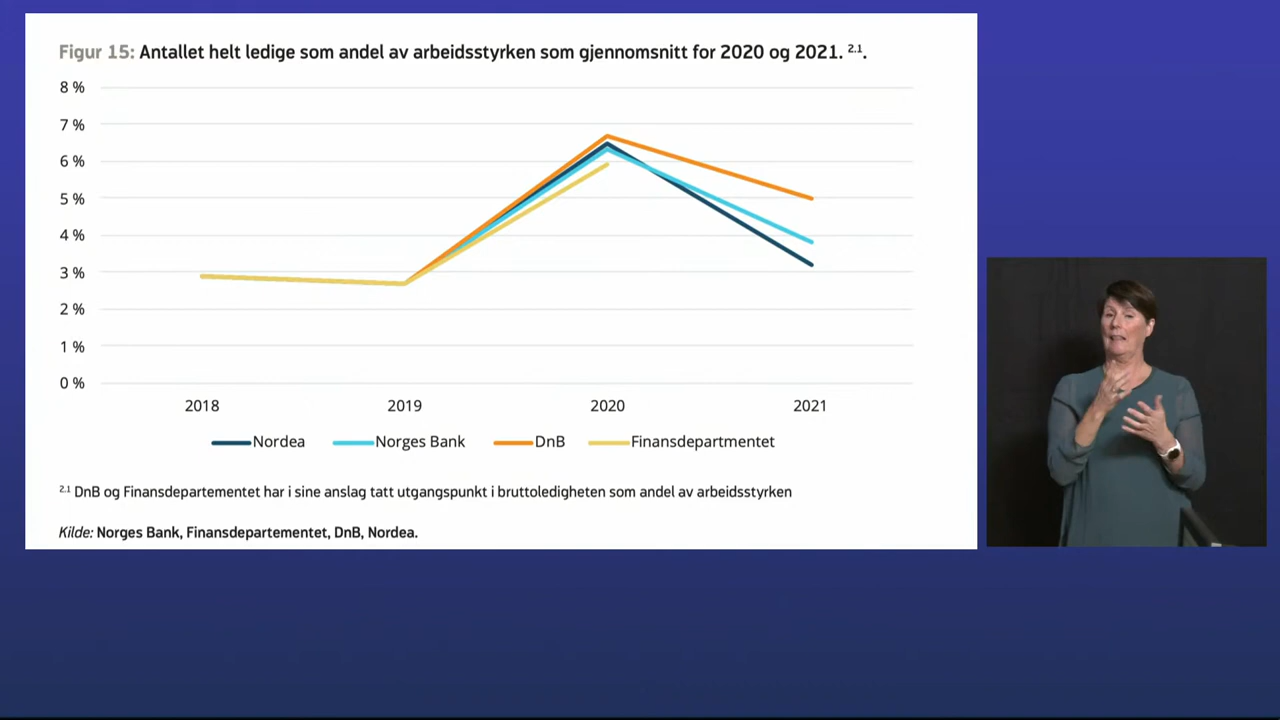 Figur 15: Antallet helt ledige som andel av arbeidsstyrken som gjennomsnitt for 2020 og 2021. 2.1.
8 %
7 %
6 %
5 %
4 %
3 %
2 %
1 %
0 %
2018 2019 2020 2021
Nordea Norges Bank DnB Finansdepartmentet
2.1 DnB og Finansdepartementet har i sine anslag tatt utgangspunkt i bruttoledigheten som andel av arbeidsstyrken
Kilde: Norges Bank, Finansdepartementet, DnB, Nordea.